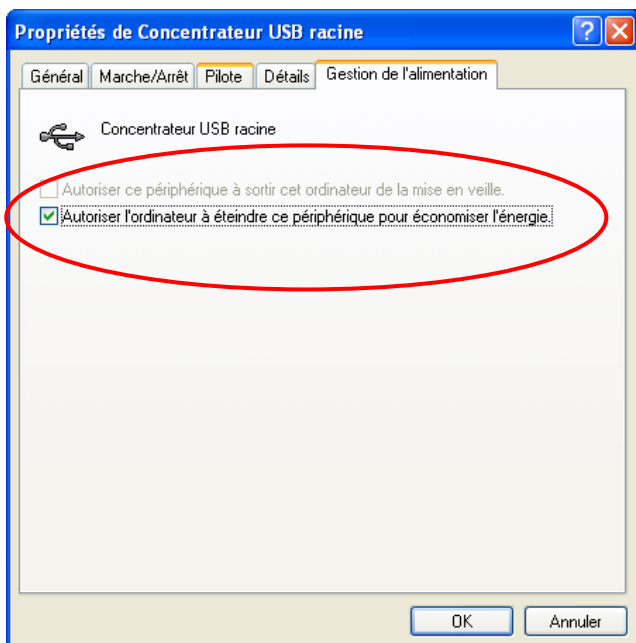 Propriétés de Concentrateur USB racine
Général Marche/Arrêt Pilote Détails Gestion de l'alimentation
Concentrateur USB racine
Autoriser ce périphérique à sortir cet ordinateur de la mise en veille.
Autoriser l'ordinateur à éteindre ce périphérique pour économiser l'énergie.
OK Annuler